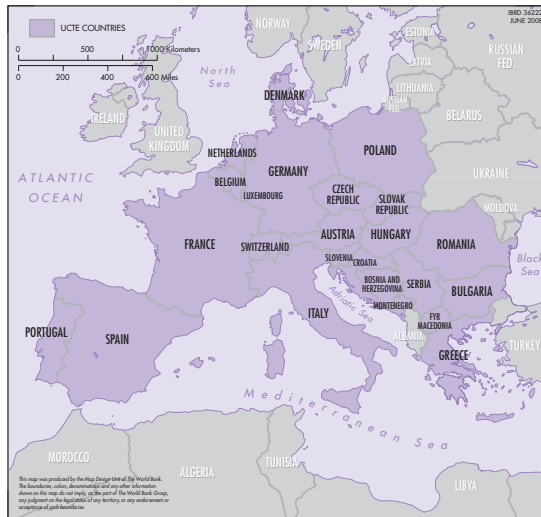 IBRD 36222
JUNE 2008
UCTE COUNTRIES
0 500 1000 Kilometers
0 200 400 600 Miles
NORWAY
SWEDEN
ESTONIA
RUSSIAN
FED.
LATVIA
North
Sea
DENMARK
LITHUANIA
RUSSIAN
FED.
IRELAND
UNITED
KINGDOM
BELARUS
NETHERLANDS
POLAND
GERMANY
ATLANTIC
OCEAN
BELGIUM
LUXEMBOURG
CZECH
REPUBLIC
UKRAINE
SLOVAK
REPUBLIC
MOLDOVA
FRANCE
SWITZERLAND
AUSTRIA
HUNGARY
ROMANIA
SLOVENIA
CROATIA
Black
Sea
BOSNIA AND
HERZEGOVINA
SERBIA
BULGARIA
Adriatic Sea
MONTENEGRO
ITALY
FYR
MACEDONIA
ALBANIA
PORTUGAL
SPAIN
GREECE
TURKEY
Mediterranean Sea
MOROCCO
ALGERIA
TUNISIA
LIBYA
This map was produced by the Map Design Unit of The World Bank.
The boundaries, colors, denominations and any other information
shown on this map do not imply, on the part of The World Bank Group,
any judgment on the legal status of any territory, or any endorsement or
acceptance of such boundaries.